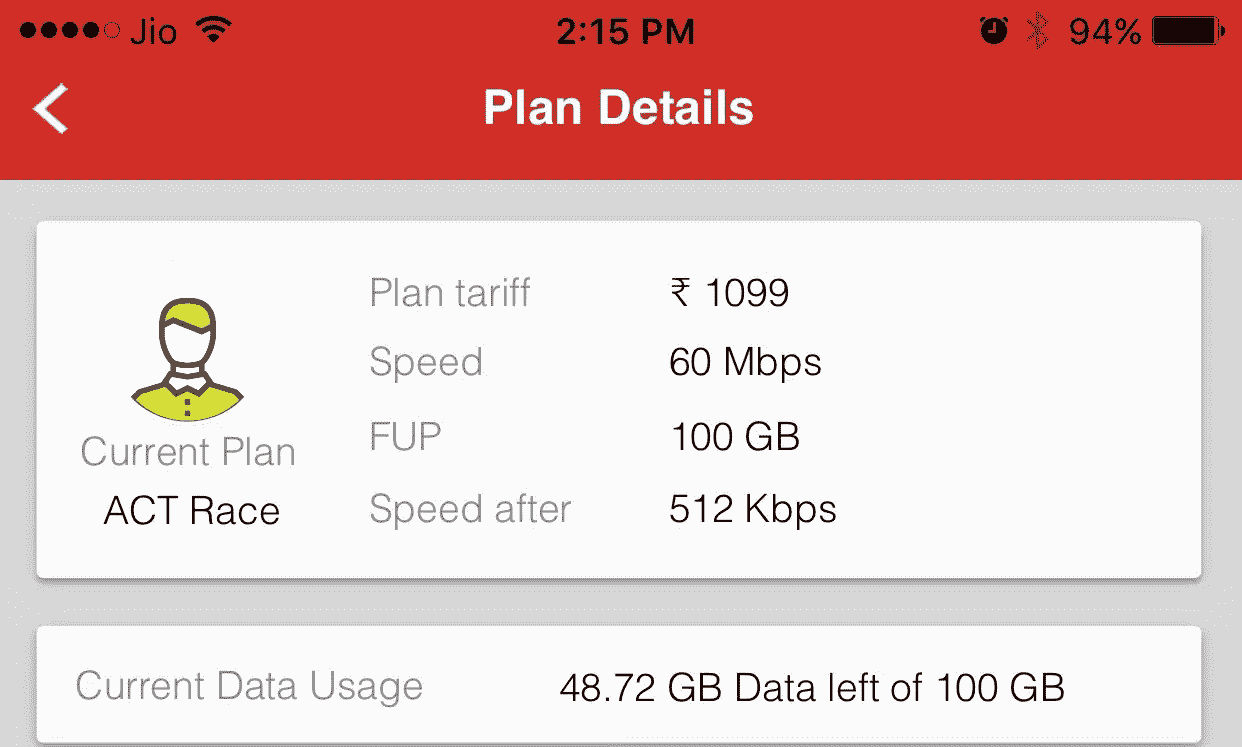 Jio 2:15 PM 94%
Plan Details
Plan tariff ₹ 1099
Speed 60 Mbps
FUP 100 GB
Current Plan
ACT Race
Speed after 512 Kbps
Current Data Usage 48.72 GB Data left of 100 GB